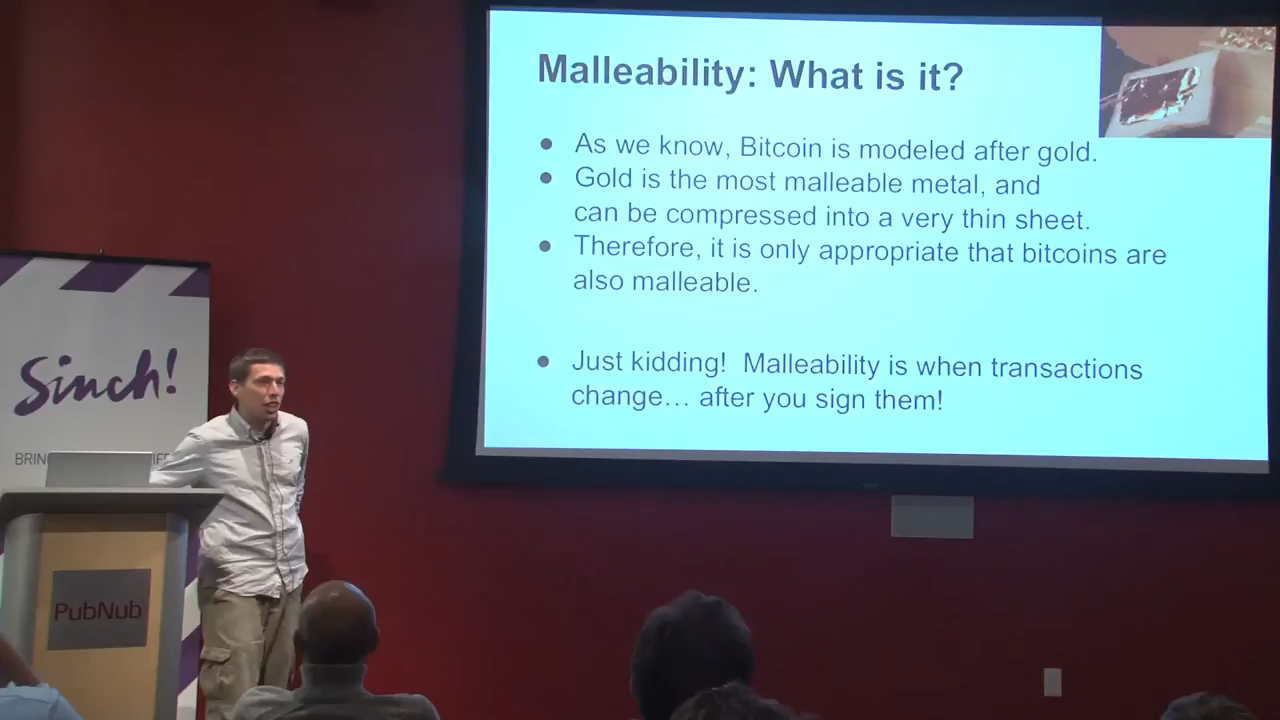 Malleability: What is it?
● As we know, Bitcoin is modeled after gold.
● Gold is the most malleable metal, and
can be compressed into a very thin sheet.
● Therefore, it is only appropriate that bitcoins are
also malleable.
● Just kidding! Malleability is when transactions
change... after you sign them!
Sinch!
PubNub